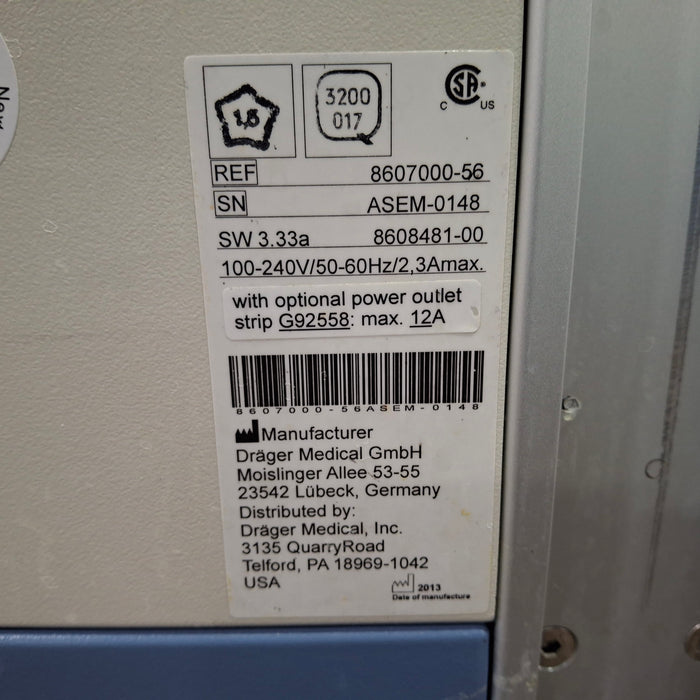 New
1,5
3200
017
CSA
C US
REF 8607000-56
SN ASEM-0148
SW 3.33a 8608481-00
100-240V/50-60Hz/2,3Amax.
with optional power outlet
strip G92558: max. 12A
8607000-56ASEM-0148
Manufacturer
Dräger Medical GmbH
Moislinger Allee 53-55
23542 Lübeck, Germany
Distributed by:
Dräger Medical, Inc.
3135 QuarryRoad
Telford, PA 18969-1042
USA
2013
Date of manufacture